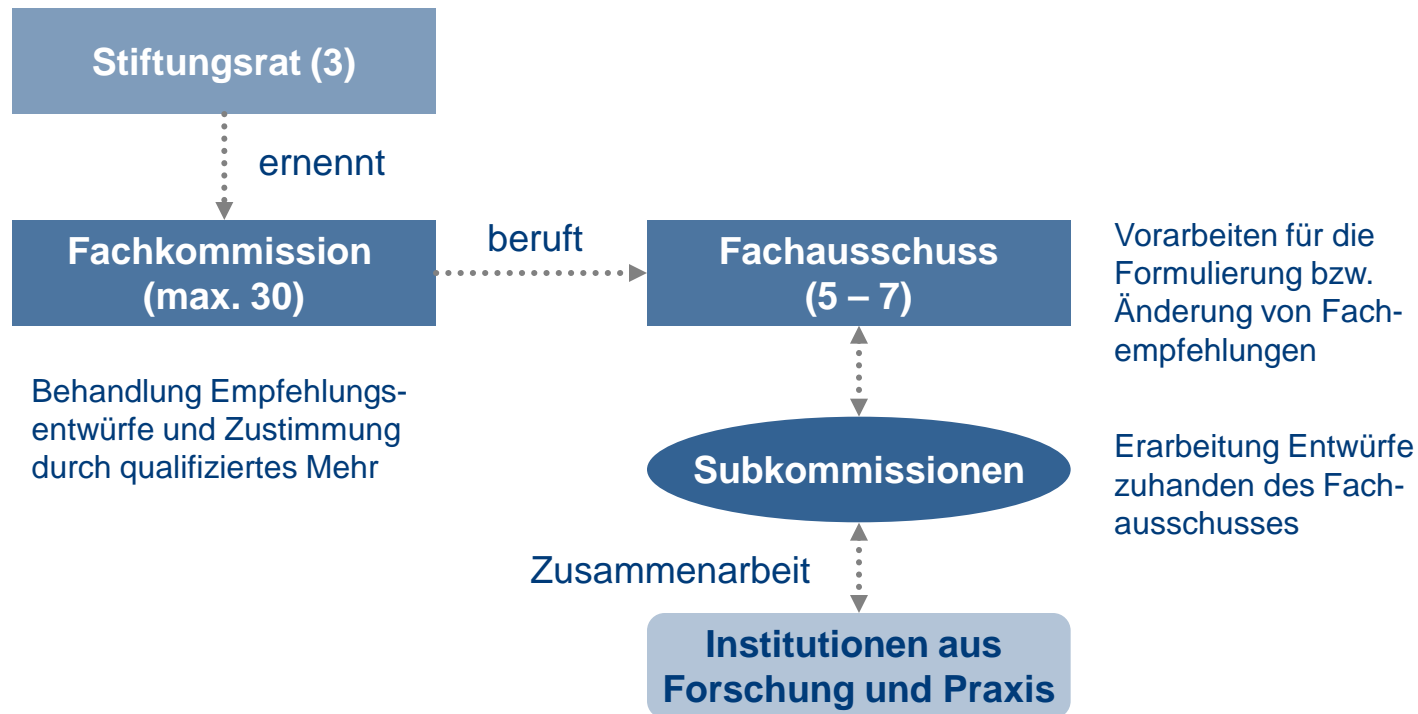 Stiftungsrat (3)
ernennt
Fachkommission
(max. 30)
beruft
Fachausschuss
(5 – 7)
Vorarbeiten für die
Formulierung bzw.
Änderung von Fach-
empfehlungen
Behandlung Empfehlungs-
entwürfe und Zustimmung
durch qualifiziertes Mehr
Subkommissionen
Erarbeitung Entwürfe
zuhanden des Fach-
ausschusses
Zusammenarbeit
Institutionen aus
Forschung und Praxis